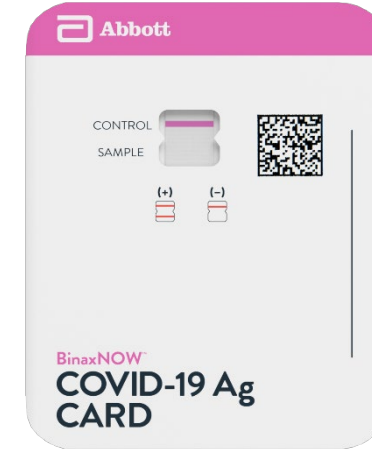 Abbott
CONTROL
SAMPLE
(+) (-)
BinaxNOW™
COVID-19 Ag
CARD